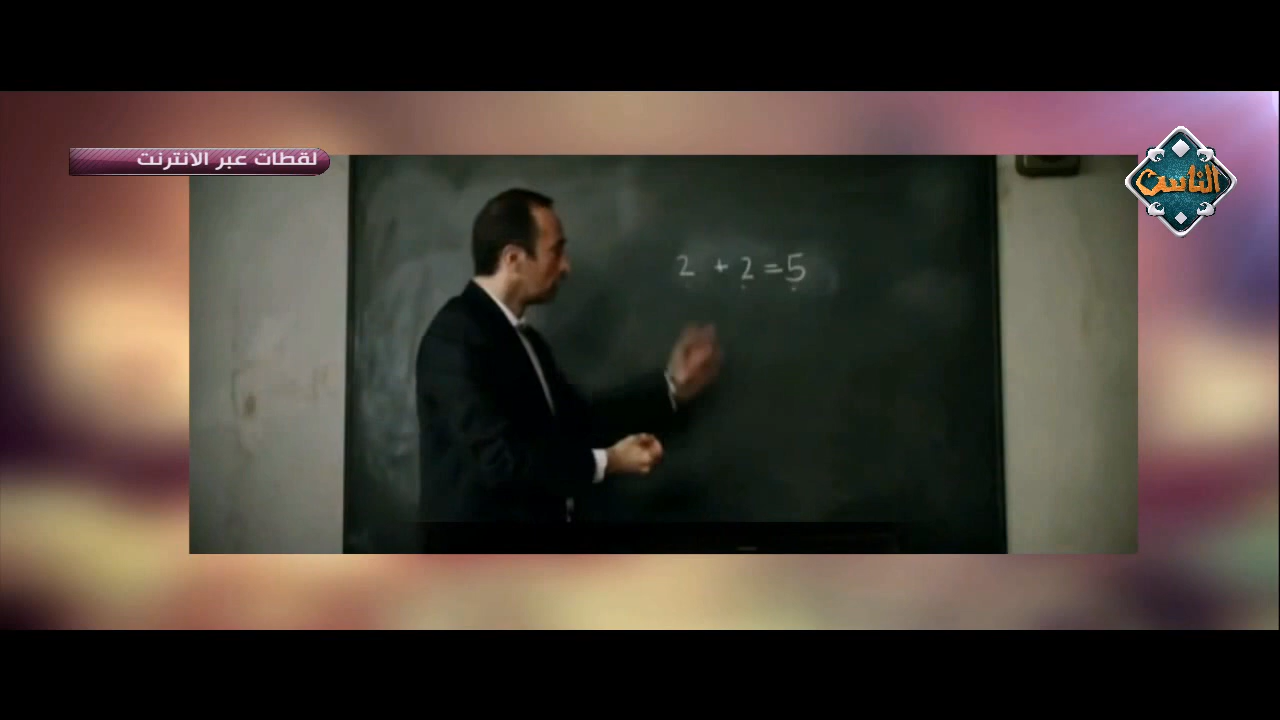 لقطات عبر الانترنت
الناس
2 + 2 = 5